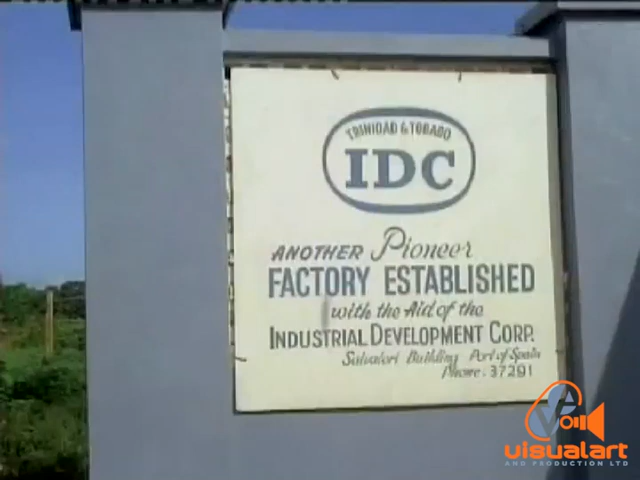 TRINIDAD & TOBAGO
IDC
ANOTHER Pioneer
FACTORY ESTABLISHED
with the Aid of the
INDUSTRIAL DEVELOPMENT CORP.
Salvatori Building Port of Spain
Phone. 37291
VA
visualart
AND PRODUCTION LTD